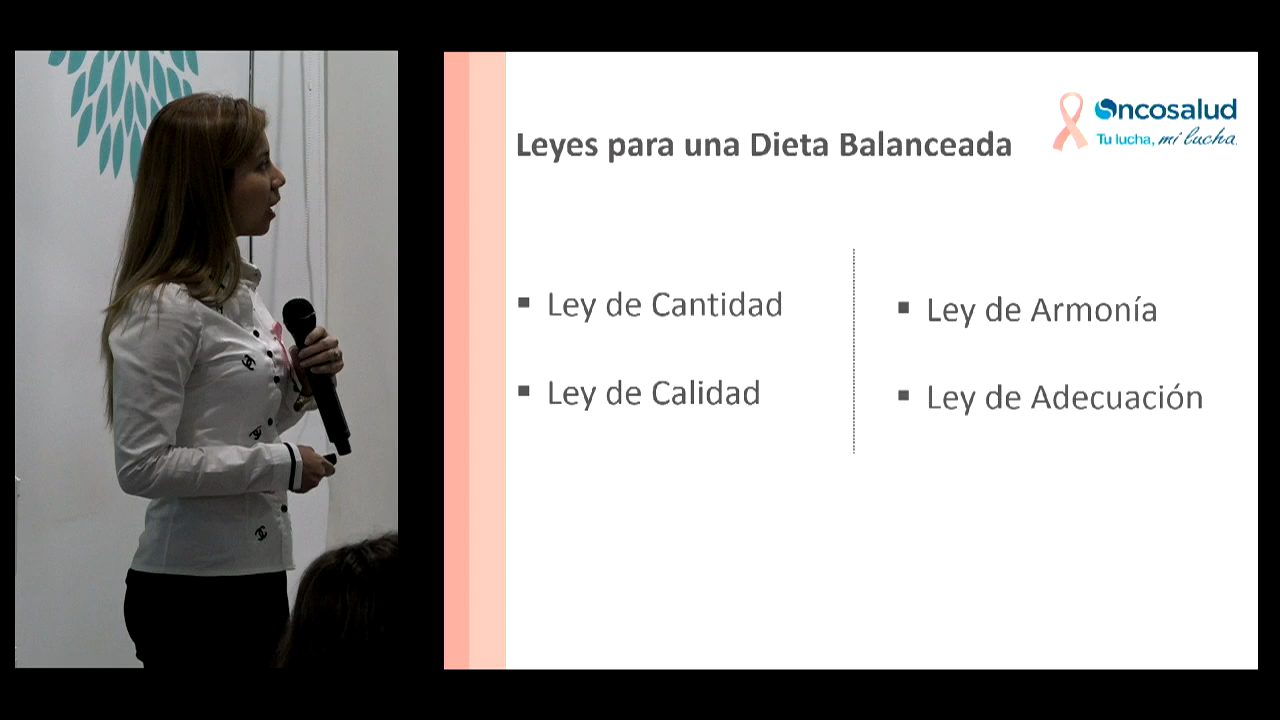 Leyes para una Dieta Balanceada
Oncosalud
Tu lucha, mi lucha.
▪ Ley de Cantidad
▪ Ley de Calidad
▪ Ley de Armonía
▪ Ley de Adecuación